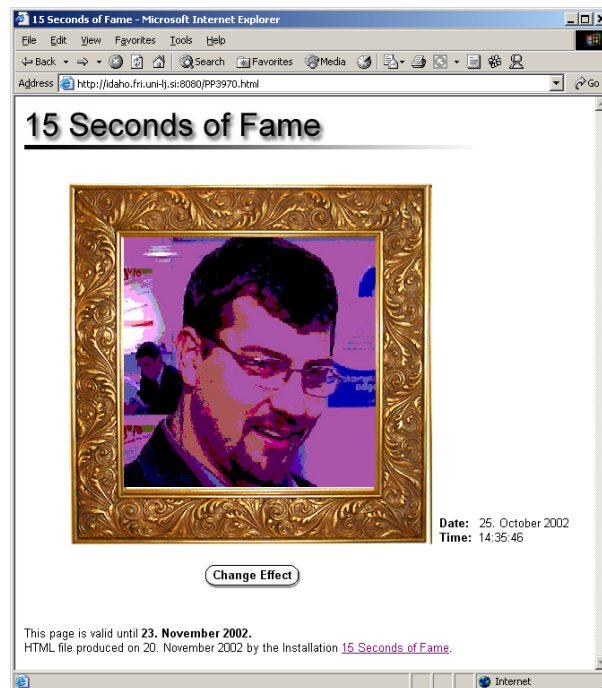 15 Seconds of Fame - Microsoft Internet Explorer
File Edit View Favorites Tools Help
Back Search Favorites Media
Address http://idaho.fri.uni-lj.si:8080/PP3970.html Go
15 Seconds of Fame
Date: 25. October 2002
Time: 14:35:46
Change Effect
This page is valid until 23. November 2002.
HTML file produced on 20. November 2002 by the Installation 15 Seconds of Fame.
Internet